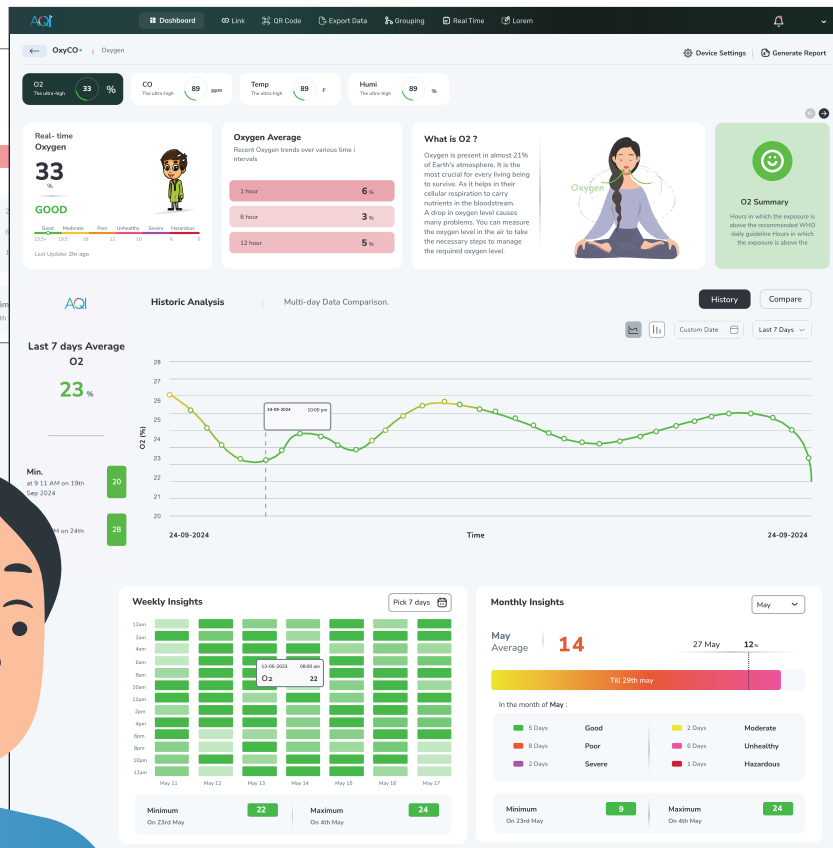 AQI
Dashboard
Link
QR Code
Export Data
Grouping
Real Time
Lorem
OxyCO+ | Oxygen
Device Settings
Generate Report
O2
The ultra-high
33
%
CO
The ultra-high
89
ppm
Temp
The ultra-high
89
F
Humi
The ultra-high
89
%
Real- time
Oxygen
33
%
GOOD
Good Moderate Poor Unhealthy Severe Hazardous
23.5+ 19.5 16 11 10 6 0
Last Update: 2hr ago
Oxygen Average
Recent Oxygen trends over various time i
ntervals
1 hour 6 %
8 hour 3 %
12 hour 5 %
What is O2 ?
Oxygen is present in almost 21%
of Earth's atmosphere. It is the
most crucial for every living being
to survive. As it helps in their
cellular respiration to carry
nutrients in the bloodstream.
A drop in oxygen level causes
many problems. You can measure
the oxygen level in the air to take
the necessary steps to manage
the required oxygen level.
Oxygen
O2 Summary
Hours in which the exposure is
above the recommended WHO
daily guideline Hours in which
the exposure is above the
AQI
Last 7 days Average
O2
23 %
Min.
at 9 11 AM on 19th
Sep 2024
20
M on 24th
28
Historic Analysis | Multi-day Data Comparison.
History
Compare
Custom Date
Last 7 Days
28
27
26
25
24
23
22
21
20
O2 (%)
24-09-2024 10:00 pm
24-09-2024
Time
24-09-2024
Weekly Insights
Pick 7 days
12am
2am
4am
6am
8am
10am
12pm
2pm
4pm
6pm
8pm
10pm
12am
13-05-2023 08:00 am
O2 22
May 11 May 12 May 13 May 14 May 15 May 16 May 17
Minimum
On 23rd May
22
Maximum
On 4th May
24
Monthly Insights
May
May
Average
14
27 May 12%
Till 29th may
In the month of May :
5 Days Good
2 Days Moderate
8 Days Poor
6 Days Unhealthy
2 Days Severe
1 Days Hazardous
Minimum
On 23rd May
9
Maximum
On 4th May
24